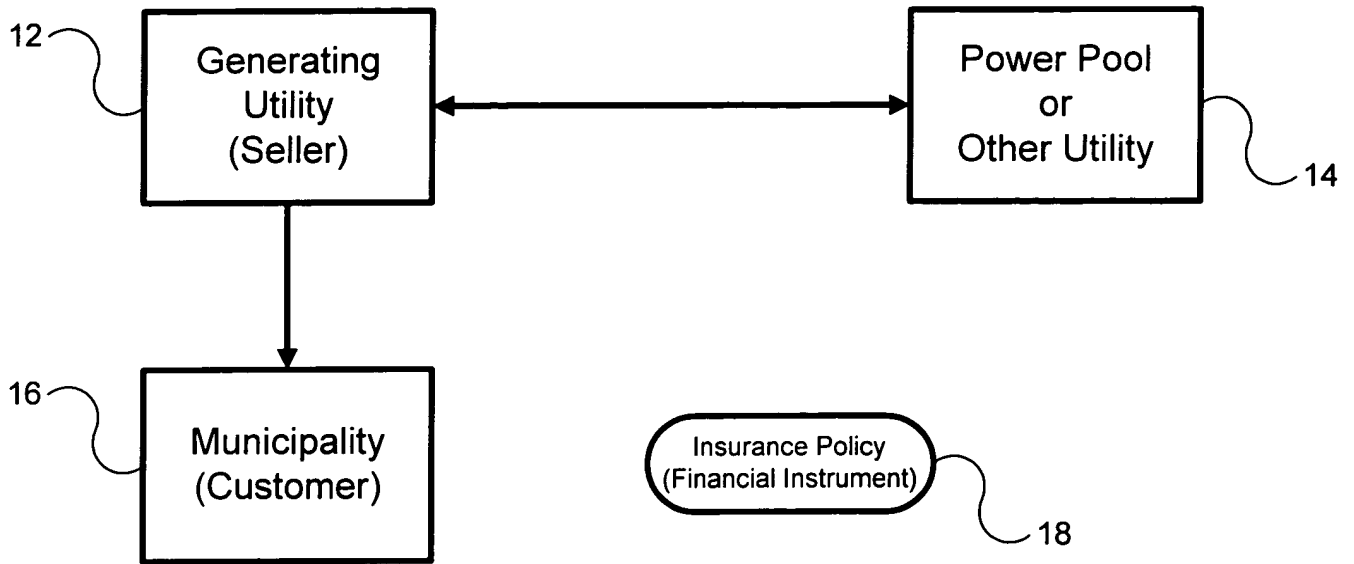 12
Generating
Utility
(Seller)
Power Pool
or
Other Utility
14
16
Municipality
(Customer)
Insurance Policy
(Financial Instrument)
18